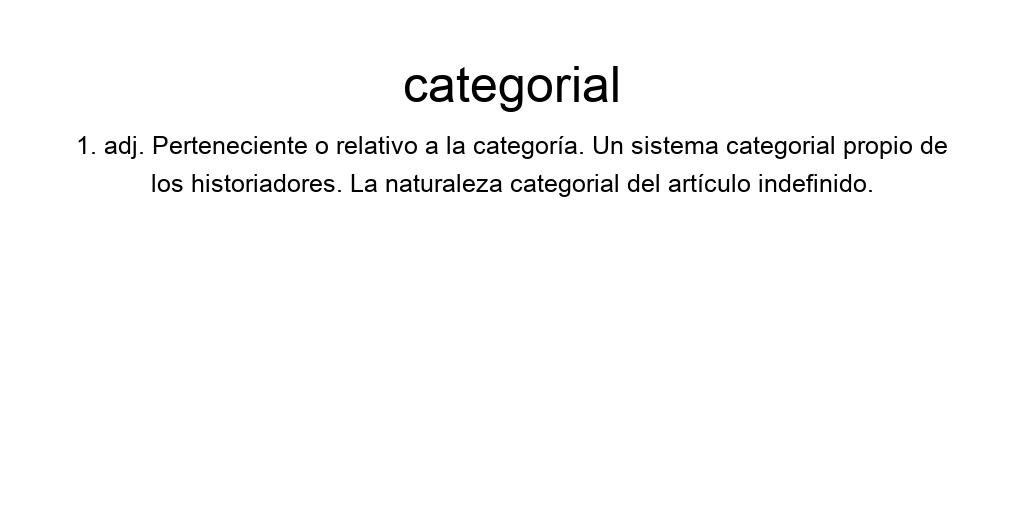 categorial
1. adj. Perteneciente o relativo a la categoría. Un sistema categorial propio de
los historiadores. La naturaleza categorial del artículo indefinido.